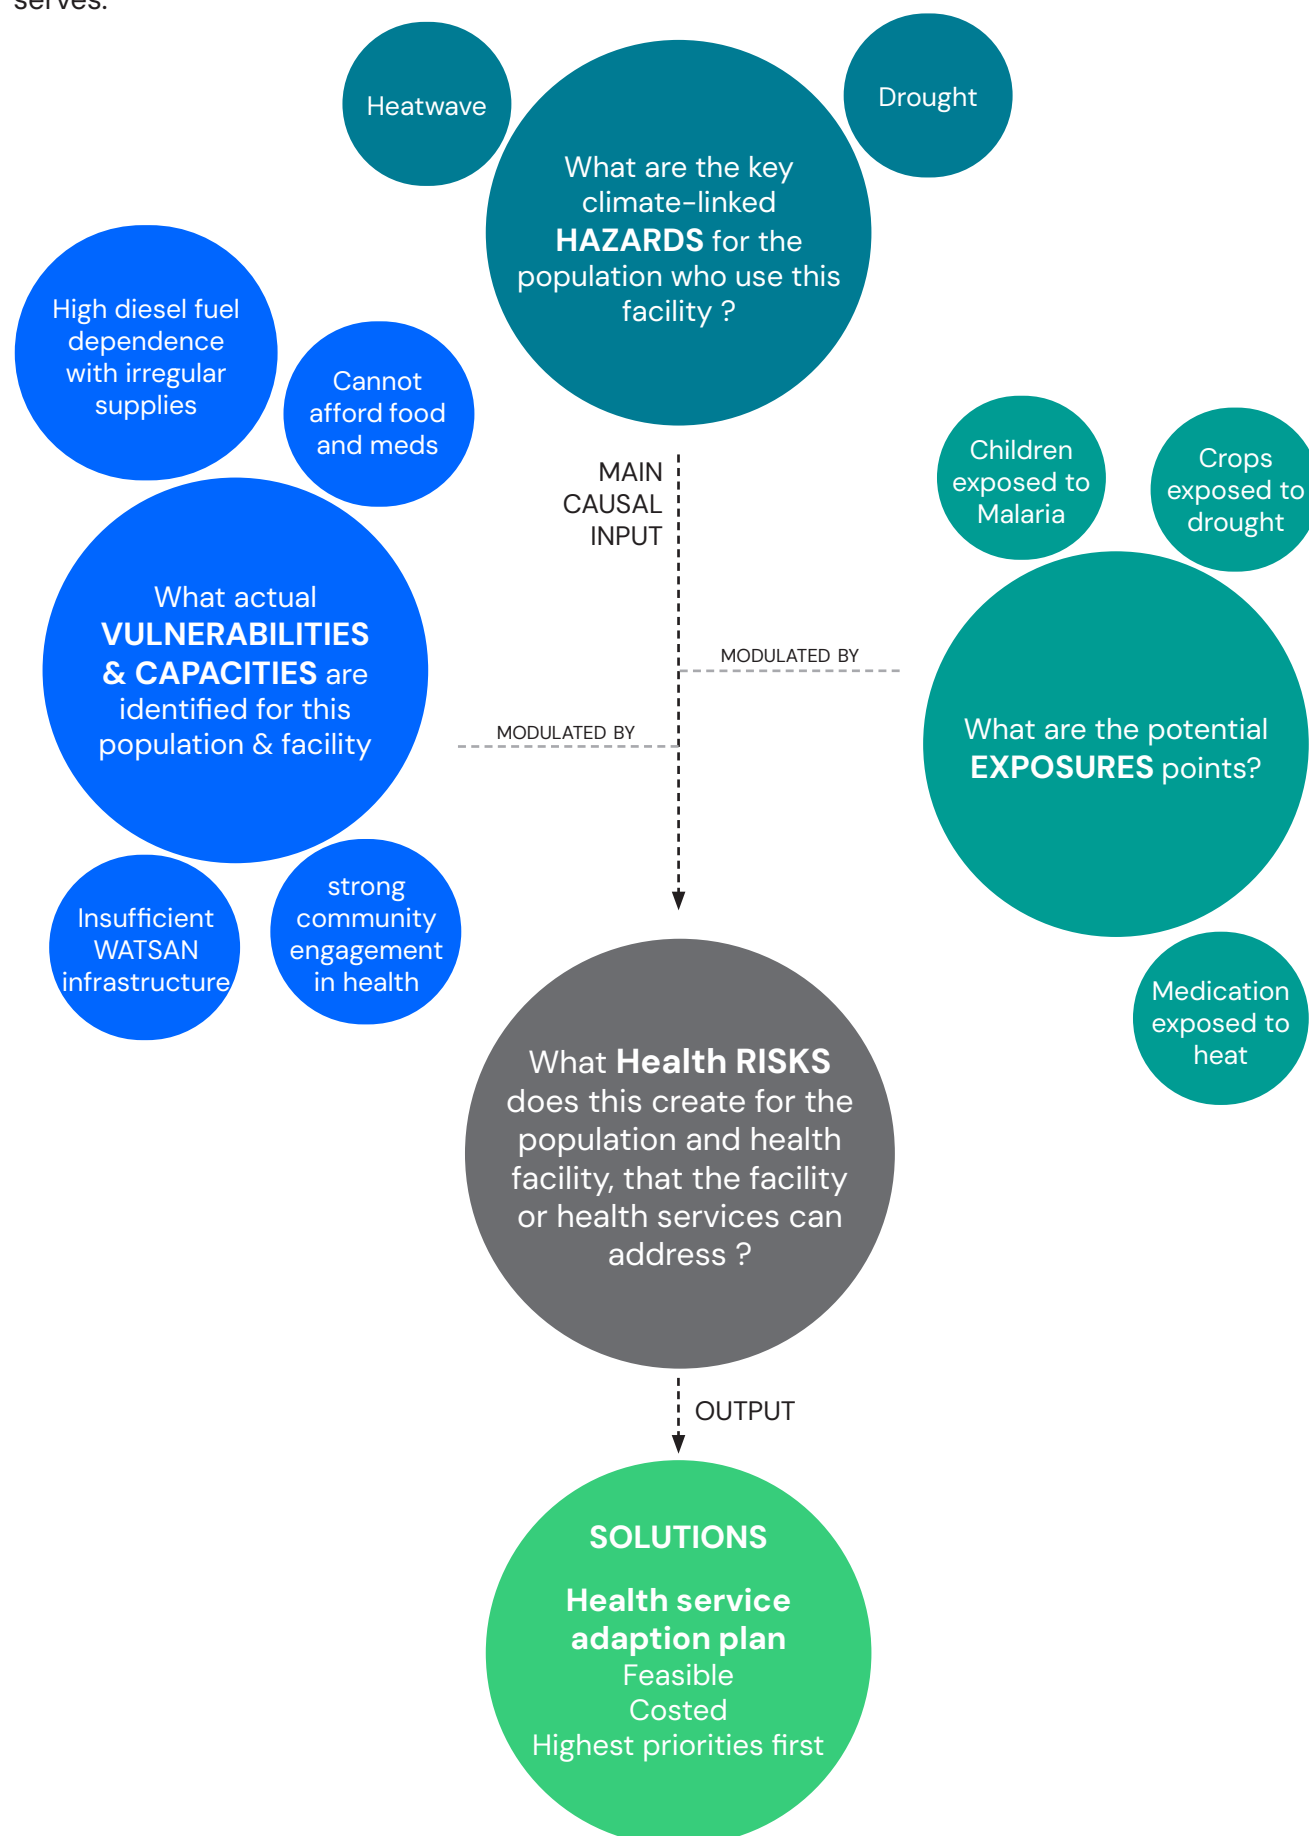 serves.
Heatwave
Drought
What are the key
climate-linked
HAZARDS for the
population who use this
facility ?
High diesel fuel
dependence
with irregular
supplies
Cannot
afford food
and meds
MAIN
CAUSAL
INPUT
Children
exposed to
Malaria
Crops
exposed to
drought
What actual
VULNERABILITIES
& CAPACITIES are
identified for this
population & facility
MODULATED BY
MODULATED BY
What are the potential
EXPOSURES points?
Insufficient
WATSAN
infrastructure
strong
community
engagement
in health
Medication
exposed to
heat
What Health RISKS
does this create for the
population and health
facility, that the facility
or health services can
address ?
OUTPUT
SOLUTIONS
Health service
adaption plan
Feasible
Costed
Highest priorities first